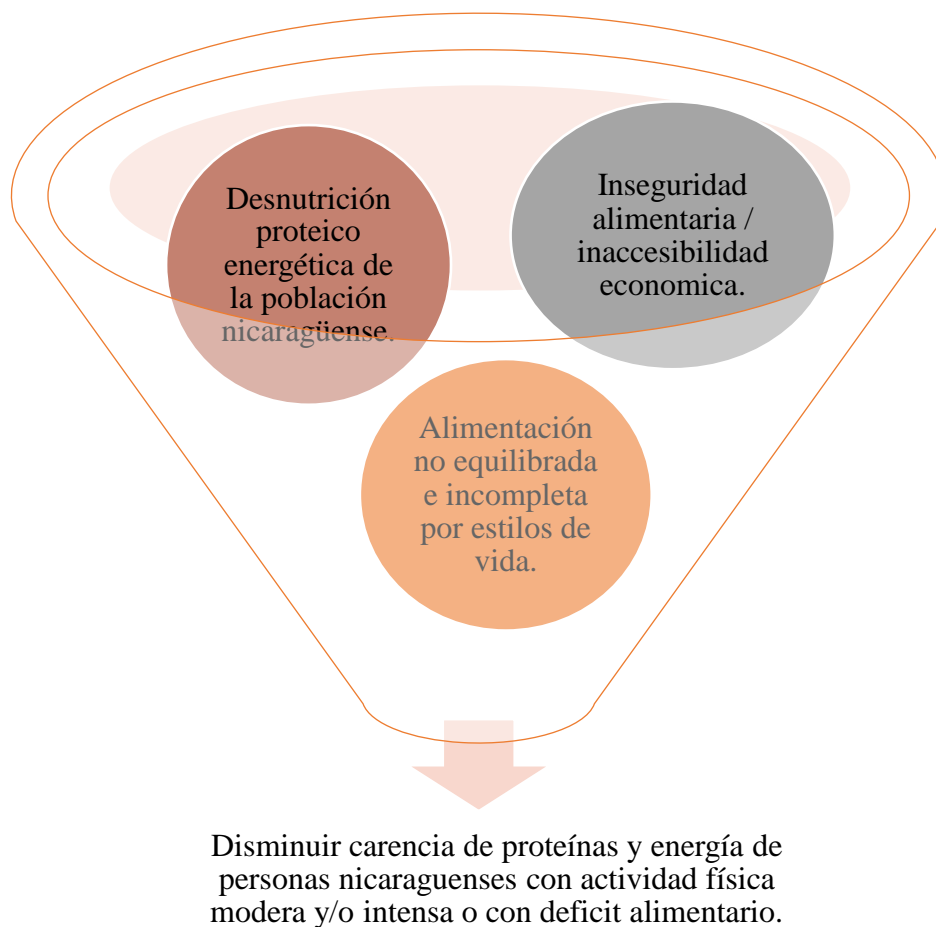 Desnutrición
proteico
energética de
la población
nicaragüense.
Inseguridad
alimentaria /
inaccesibilidad
economica.
Alimentación
no equilibrada
e incompleta
por estilos de
vida.
Disminuir carencia de proteínas y energía de
personas nicaraguenses con actividad física
modera y/o intensa o con deficit alimentario.